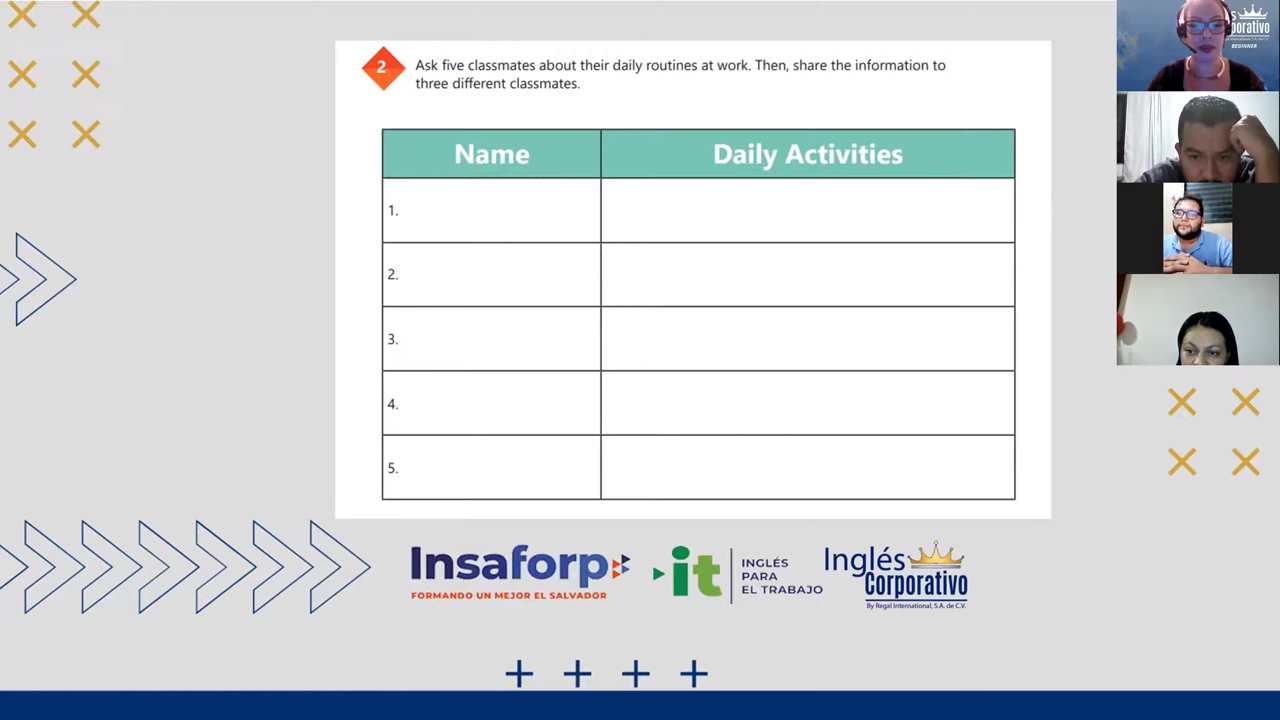 2
Ask five classmates about their daily routines at work. Then, share the information to
three different classmates.
Name Daily Activities
1.
2.
3.
4.
5.
Insaforp
FORMANDO UN MEJOR EL SALVADOR
it
INGLÉS
PARA
EL TRABAJO
Inglés
Corporativo
By Regal International, S.A. de C.V.
BEGINNER